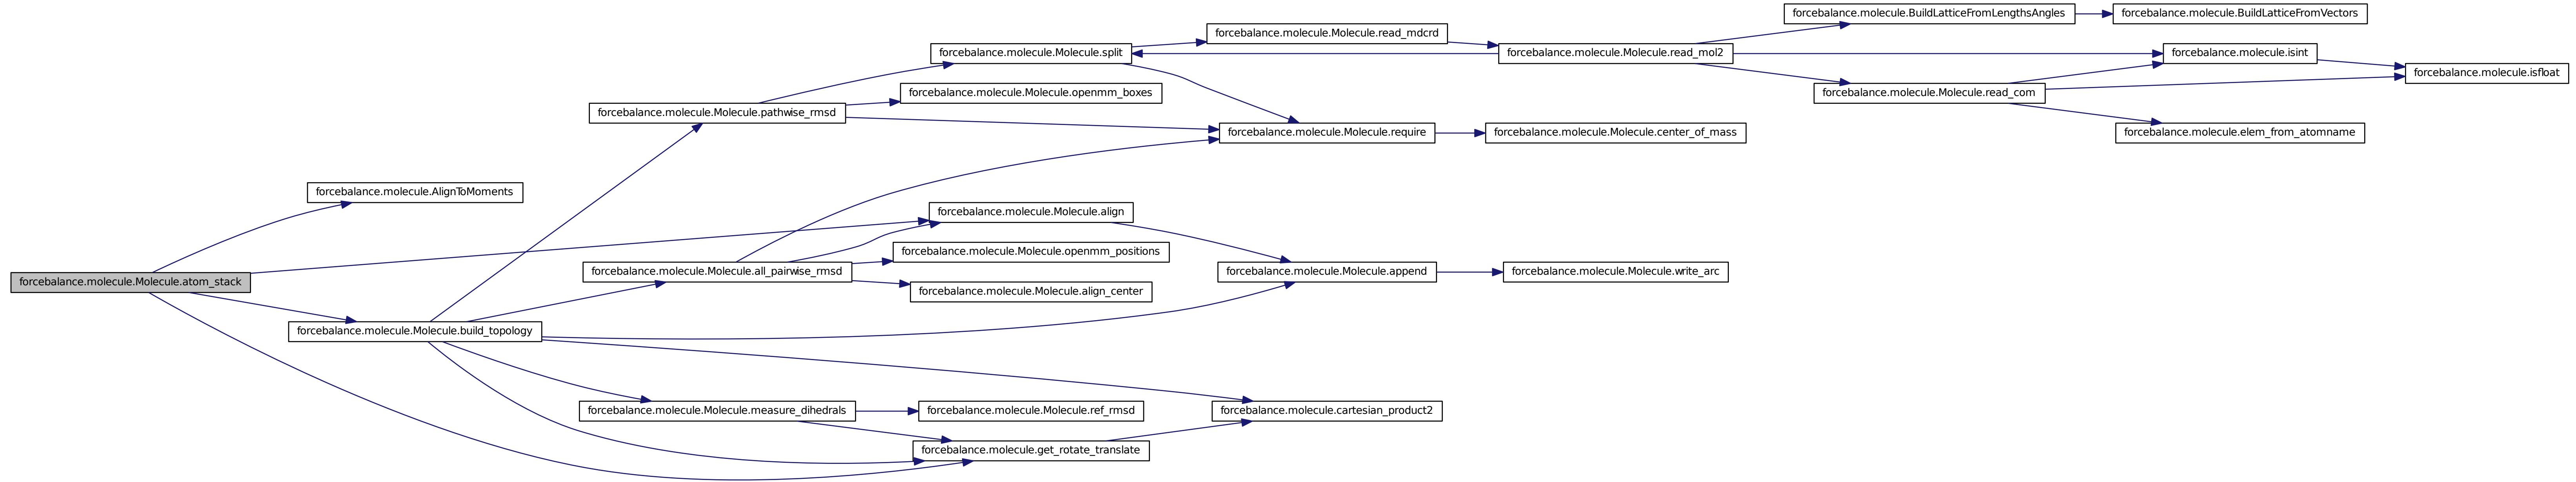 forcebalance.molecule.BuildLatticeFromLengthsAngles
forcebalance.molecule.BuildLatticeFromVectors
forcebalance.molecule.Molecule.read_mdcrd
forcebalance.molecule.Molecule.split
forcebalance.molecule.Molecule.read_mol2
forcebalance.molecule.isint
forcebalance.molecule.isfloat
forcebalance.molecule.Molecule.openmm_boxes
forcebalance.molecule.Molecule.read_com
forcebalance.molecule.Molecule.pathwise_rmsd
forcebalance.molecule.Molecule.require
forcebalance.molecule.Molecule.center_of_mass
forcebalance.molecule.elem_from_atomname
forcebalance.molecule.AlignToMoments
forcebalance.molecule.Molecule.align
forcebalance.molecule.Molecule.openmm_positions
forcebalance.molecule.Molecule.all_pairwise_rmsd
forcebalance.molecule.Molecule.append
forcebalance.molecule.Molecule.write_arc
forcebalance.molecule.Molecule.atom_stack
forcebalance.molecule.Molecule.align_center
forcebalance.molecule.Molecule.build_topology
forcebalance.molecule.Molecule.measure_dihedrals
forcebalance.molecule.Molecule.ref_rmsd
forcebalance.molecule.cartesian_product2
forcebalance.molecule.get_rotate_translate